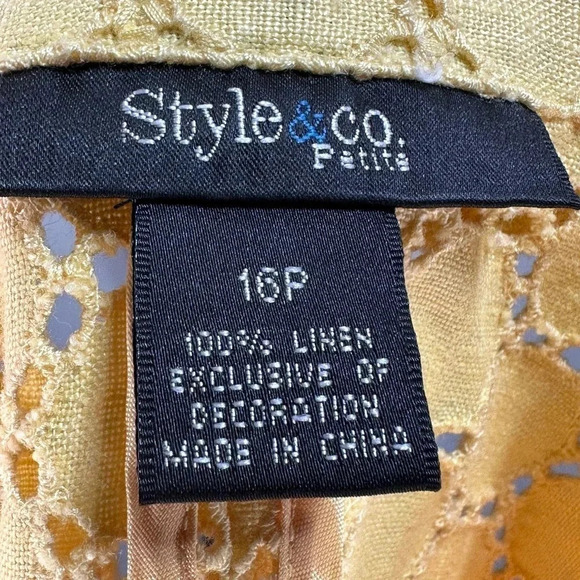 Style&co.
Petite
16P
100% LINEN
EXCLUSIVE OF
DECORATION
MADE IN CHINA